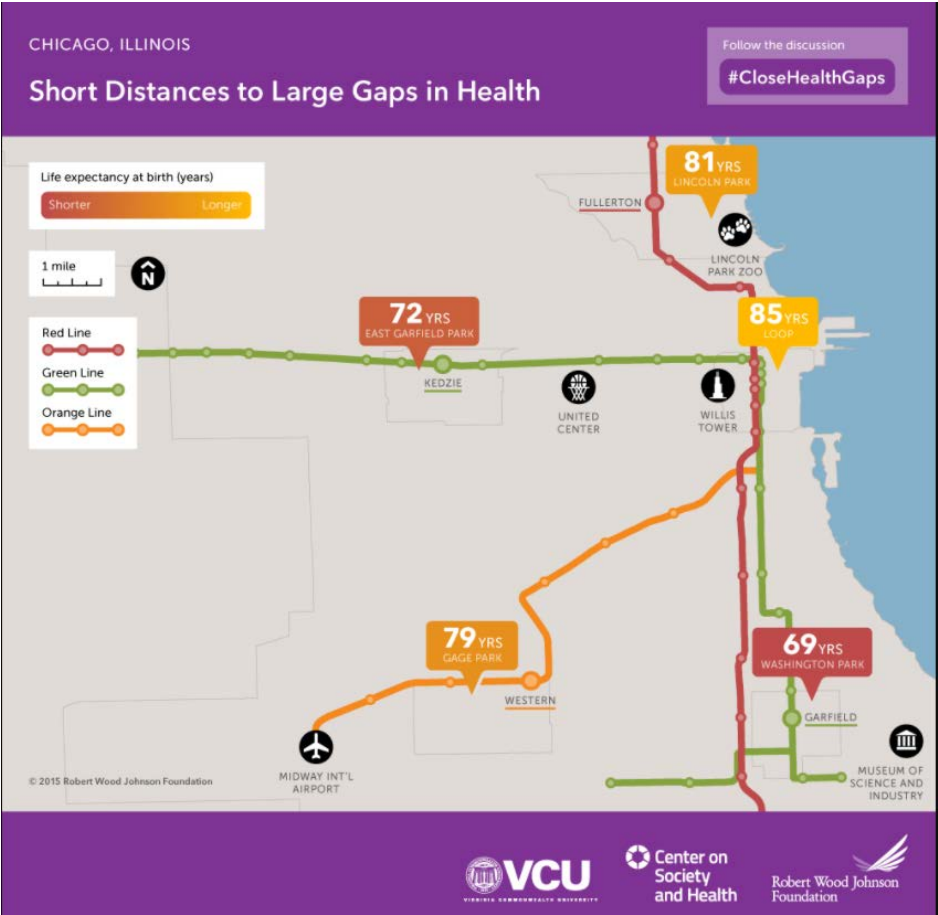 CHICAGO, ILLINOIS
Short Distances to Large Gaps in Health
Follow the discussion
#CloseHealthGaps
Life expectancy at birth (years)
Shorter
Longer
1 mile
N
Red Line
Green Line
Orange Line
81 YRS
LINCOLN PARK
FULLERTON
LINCOLN
PARK ZOO
72 YRS
EAST GARFIELD PARK
85 YRS
LOOP
KEDZIE
UNITED
CENTER
WILLIS
TOWER
79 YRS
GAGE PARK
69 YRS
WASHINGTON PARK
WESTERN
GARFIELD
MIDWAY INT'L
AIRPORT
MUSEUM OF
SCIENCE AND
INDUSTRY
© 2015 Robert Wood Johnson Foundation
VCU
VIRGINIA COMMONWEALTH UNIVERSITY
Center on
Society
and Health
Robert Wood Johnson
Foundation